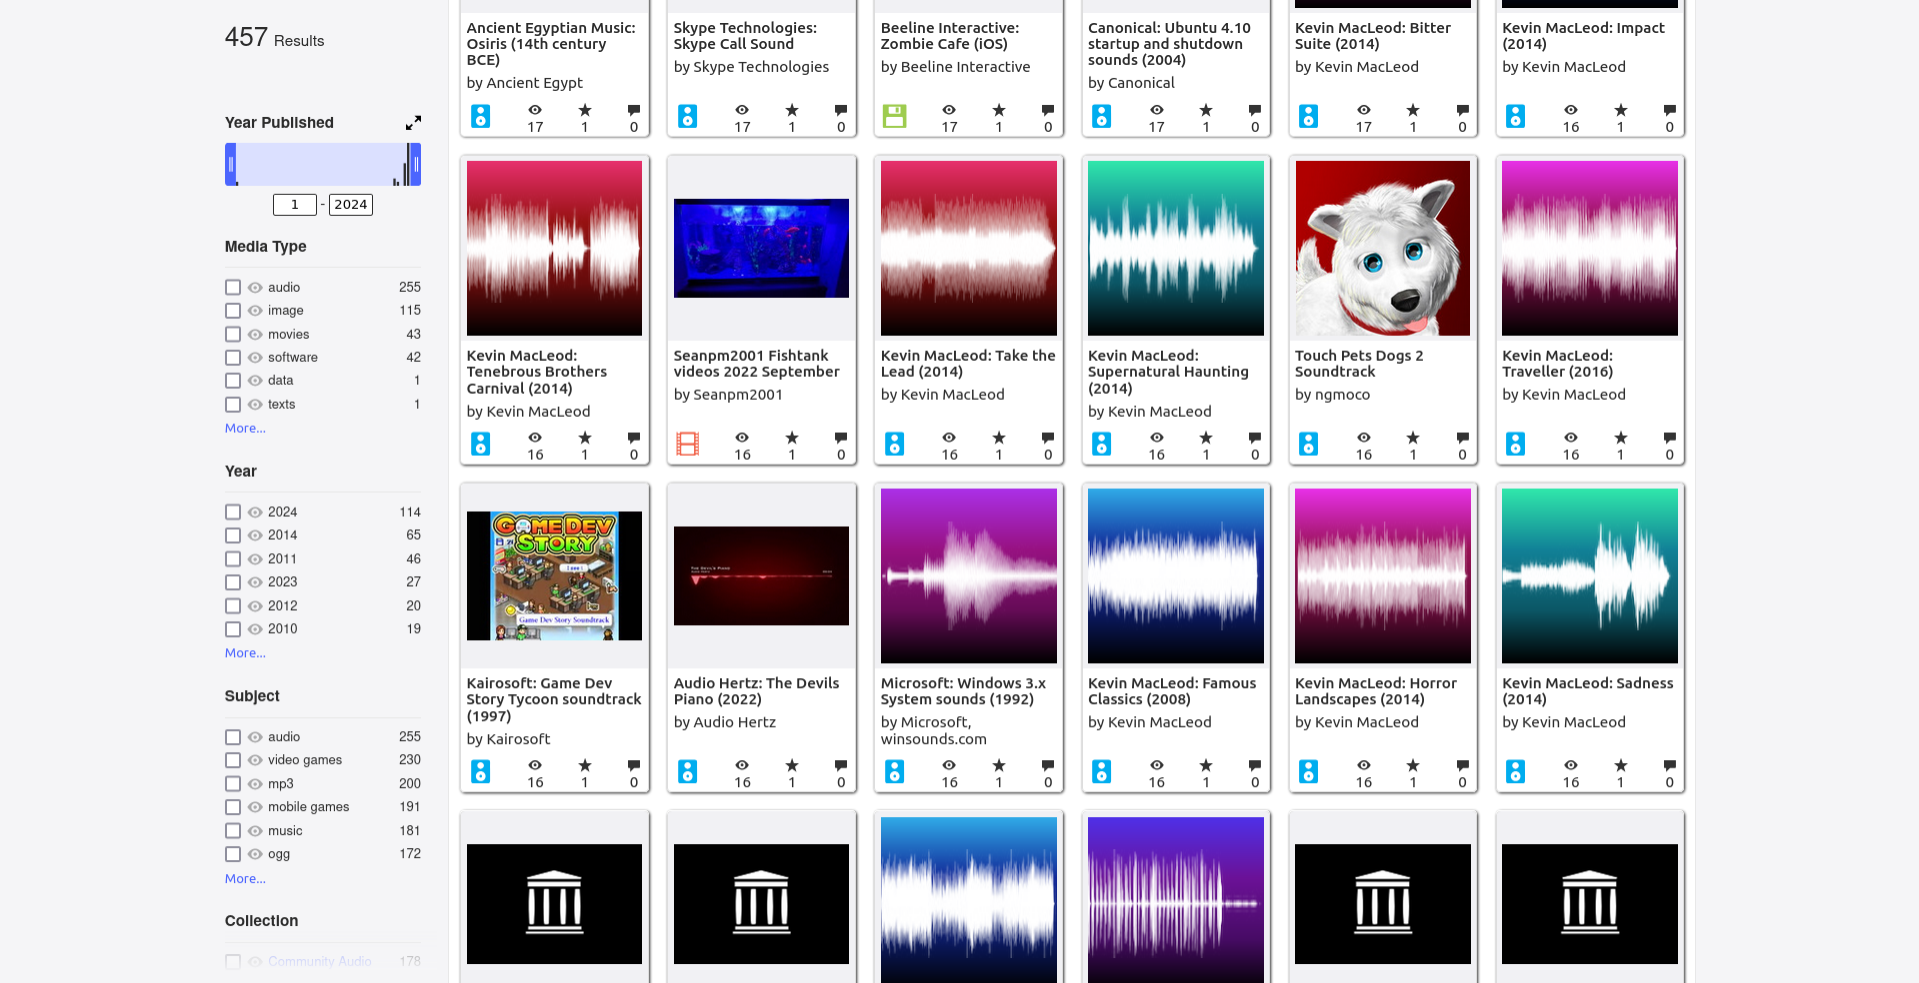 457 Results
Year Published
1 - 2024
Media Type
audio 255
image 115
movies 43
software 42
data 1
texts 1
More...
Year
2024 114
2014 65
2011 46
2023 27
2012 20
2010 19
More...
Subject
audio 255
video games 230
mp3 200
mobile games 191
music 181
ogg 172
More...
Collection
Community Audio 178
Ancient Egyptian Music:
Osiris (14th century
BCE)
by Ancient Egypt
17 1 0
Skype Technologies:
Skype Call Sound
by Skype Technologies
17 1 0
Beeline Interactive:
Zombie Cafe (iOS)
by Beeline Interactive
17 1 0
Canonical: Ubuntu 4.10
startup and shutdown
sounds (2004)
by Canonical
17 1 0
Kevin MacLeod: Bitter
Suite (2014)
by Kevin MacLeod
17 1 0
Kevin MacLeod: Impact
(2014)
by Kevin MacLeod
16 1 0
Kevin MacLeod:
Tenebrous Brothers
Carnival (2014)
by Kevin MacLeod
16 1 0
Seanpm2001 Fishtank
videos 2022 September
by Seanpm2001
16 1 0
Kevin MacLeod: Take the
Lead (2014)
by Kevin MacLeod
16 1 0
Kevin MacLeod:
Supernatural Haunting
(2014)
by Kevin MacLeod
16 1 0
Touch Pets Dogs 2
Soundtrack
by ngmoco
16 1 0
Kevin MacLeod:
Traveller (2016)
by Kevin MacLeod
16 1 0
GAME DEV
STORY
Game Dev Story Soundtrack
Kairosoft: Game Dev
Story Tycoon soundtrack
(1997)
by Kairosoft
16 1 0
THE DEVIL'S PIANO
Audio Hertz: The Devils
Piano (2022)
by Audio Hertz
16 1 0
Microsoft: Windows 3.x
System sounds (1992)
by Microsoft,
winsounds.com
16 1 0
Kevin MacLeod: Famous
Classics (2008)
by Kevin MacLeod
16 1 0
Kevin MacLeod: Horror
Landscapes (2014)
by Kevin MacLeod
16 1 0
Kevin MacLeod: Sadness
(2014)
by Kevin MacLeod
16 1 0